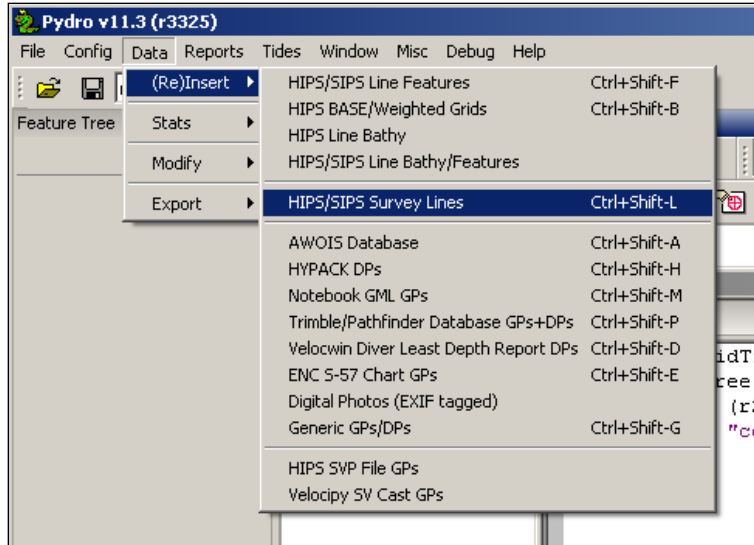 Pydro v11.3 (r3325)
File Config Data Reports Tides Window Misc Debug Help
Feature Tree
(Re)Insert
Stats
Modify
Export
HIPS/SIPS Line Features Ctrl+Shift-F
HIPS BASE/Weighted Grids Ctrl+Shift-B
HIPS Line Bathy
HIPS/SIPS Line Bathy/Features
HIPS/SIPS Survey Lines Ctrl+Shift-L
AWOIS Database Ctrl+Shift-A
HYPACK DPs Ctrl+Shift-H
Notebook GML GPs Ctrl+Shift-M
Trimble/Pathfinder Database GPs+DPs Ctrl+Shift-P
Velocwin Diver Least Depth Report DPs Ctrl+Shift-D
ENC S-57 Chart GPs Ctrl+Shift-E
Digital Photos (EXIF tagged)
Generic GPs/DPs Ctrl+Shift-G
HIPS SVP File GPs
Velocipy SV Cast GPs
idT
ree